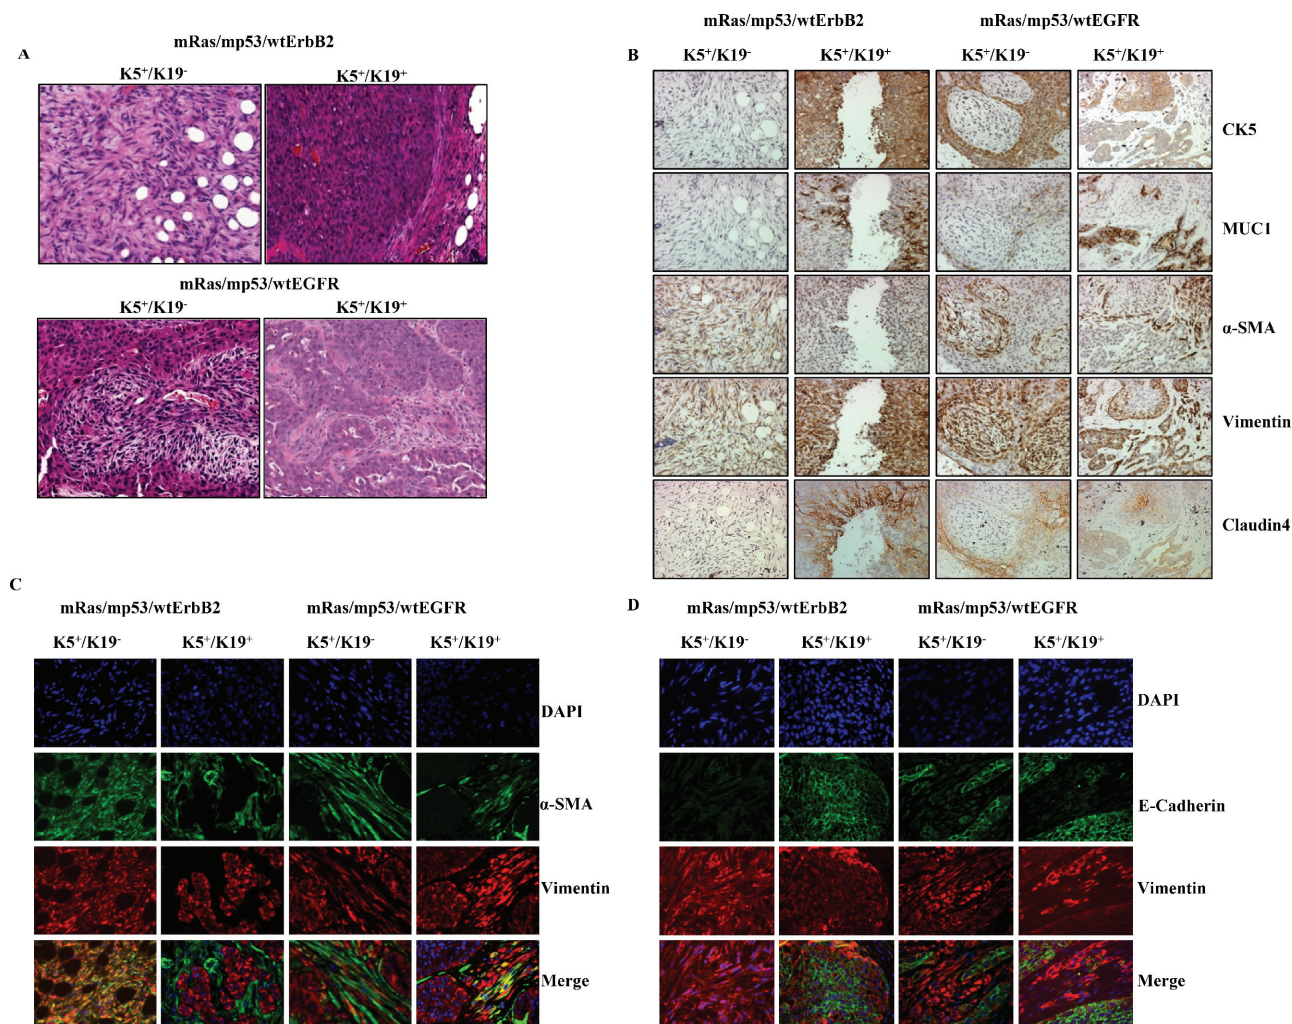 A
mRas/mp53/wtErbB2
K5⁺/K19⁻ K5⁺/K19⁺
mRas/mp53/wtEGFR
K5⁺/K19⁻ K5⁺/K19⁺
B
mRas/mp53/wtErbB2 mRas/mp53/wtEGFR
K5⁺/K19⁻ K5⁺/K19⁺ K5⁺/K19⁻ K5⁺/K19⁺
CK5
MUC1
α-SMA
Vimentin
Claudin4
C
mRas/mp53/wtErbB2 mRas/mp53/wtEGFR
K5⁺/K19⁻ K5⁺/K19⁺ K5⁺/K19⁻ K5⁺/K19⁺
DAPI
α-SMA
Vimentin
Merge
D
mRas/mp53/wtErbB2 mRas/mp53/wtEGFR
K5⁺/K19⁻ K5⁺/K19⁺ K5⁺/K19⁻ K5⁺/K19⁺
DAPI
E-Cadherin
Vimentin
Merge